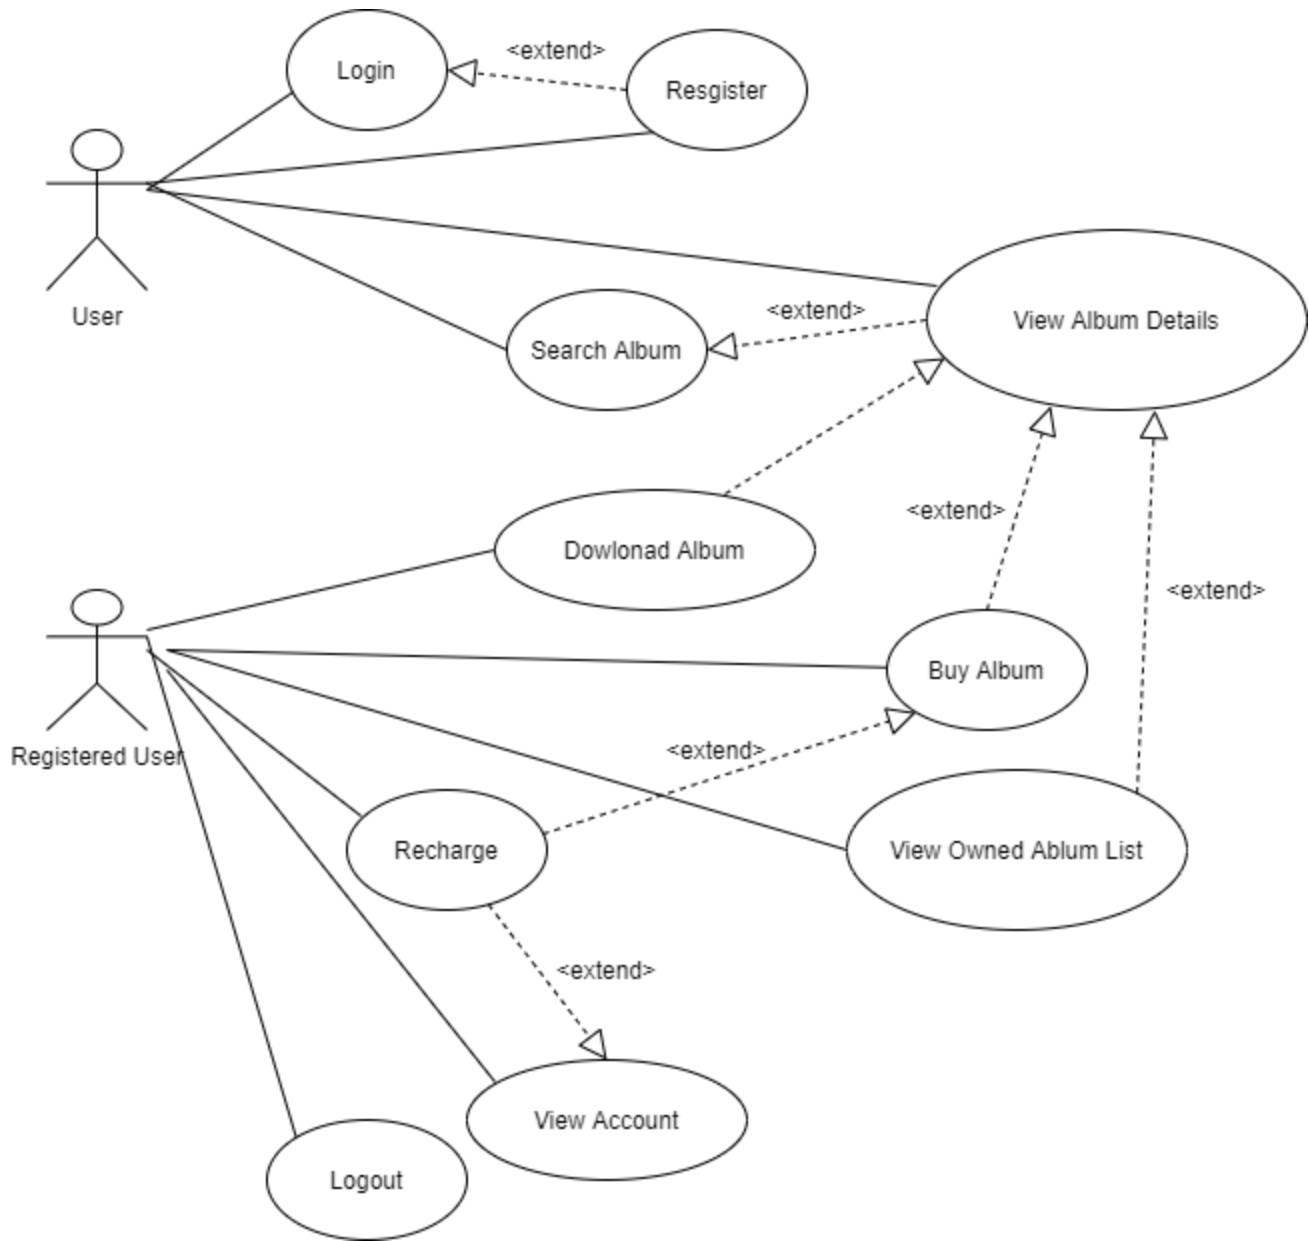 <extend>
Login
Resgister
User
<extend>
View Album Details
Search Album
<extend>
Dowlonad Album
<extend>
Buy Album
Registered User
<extend>
Recharge
View Owned Ablum List
<extend>
View Account
Logout